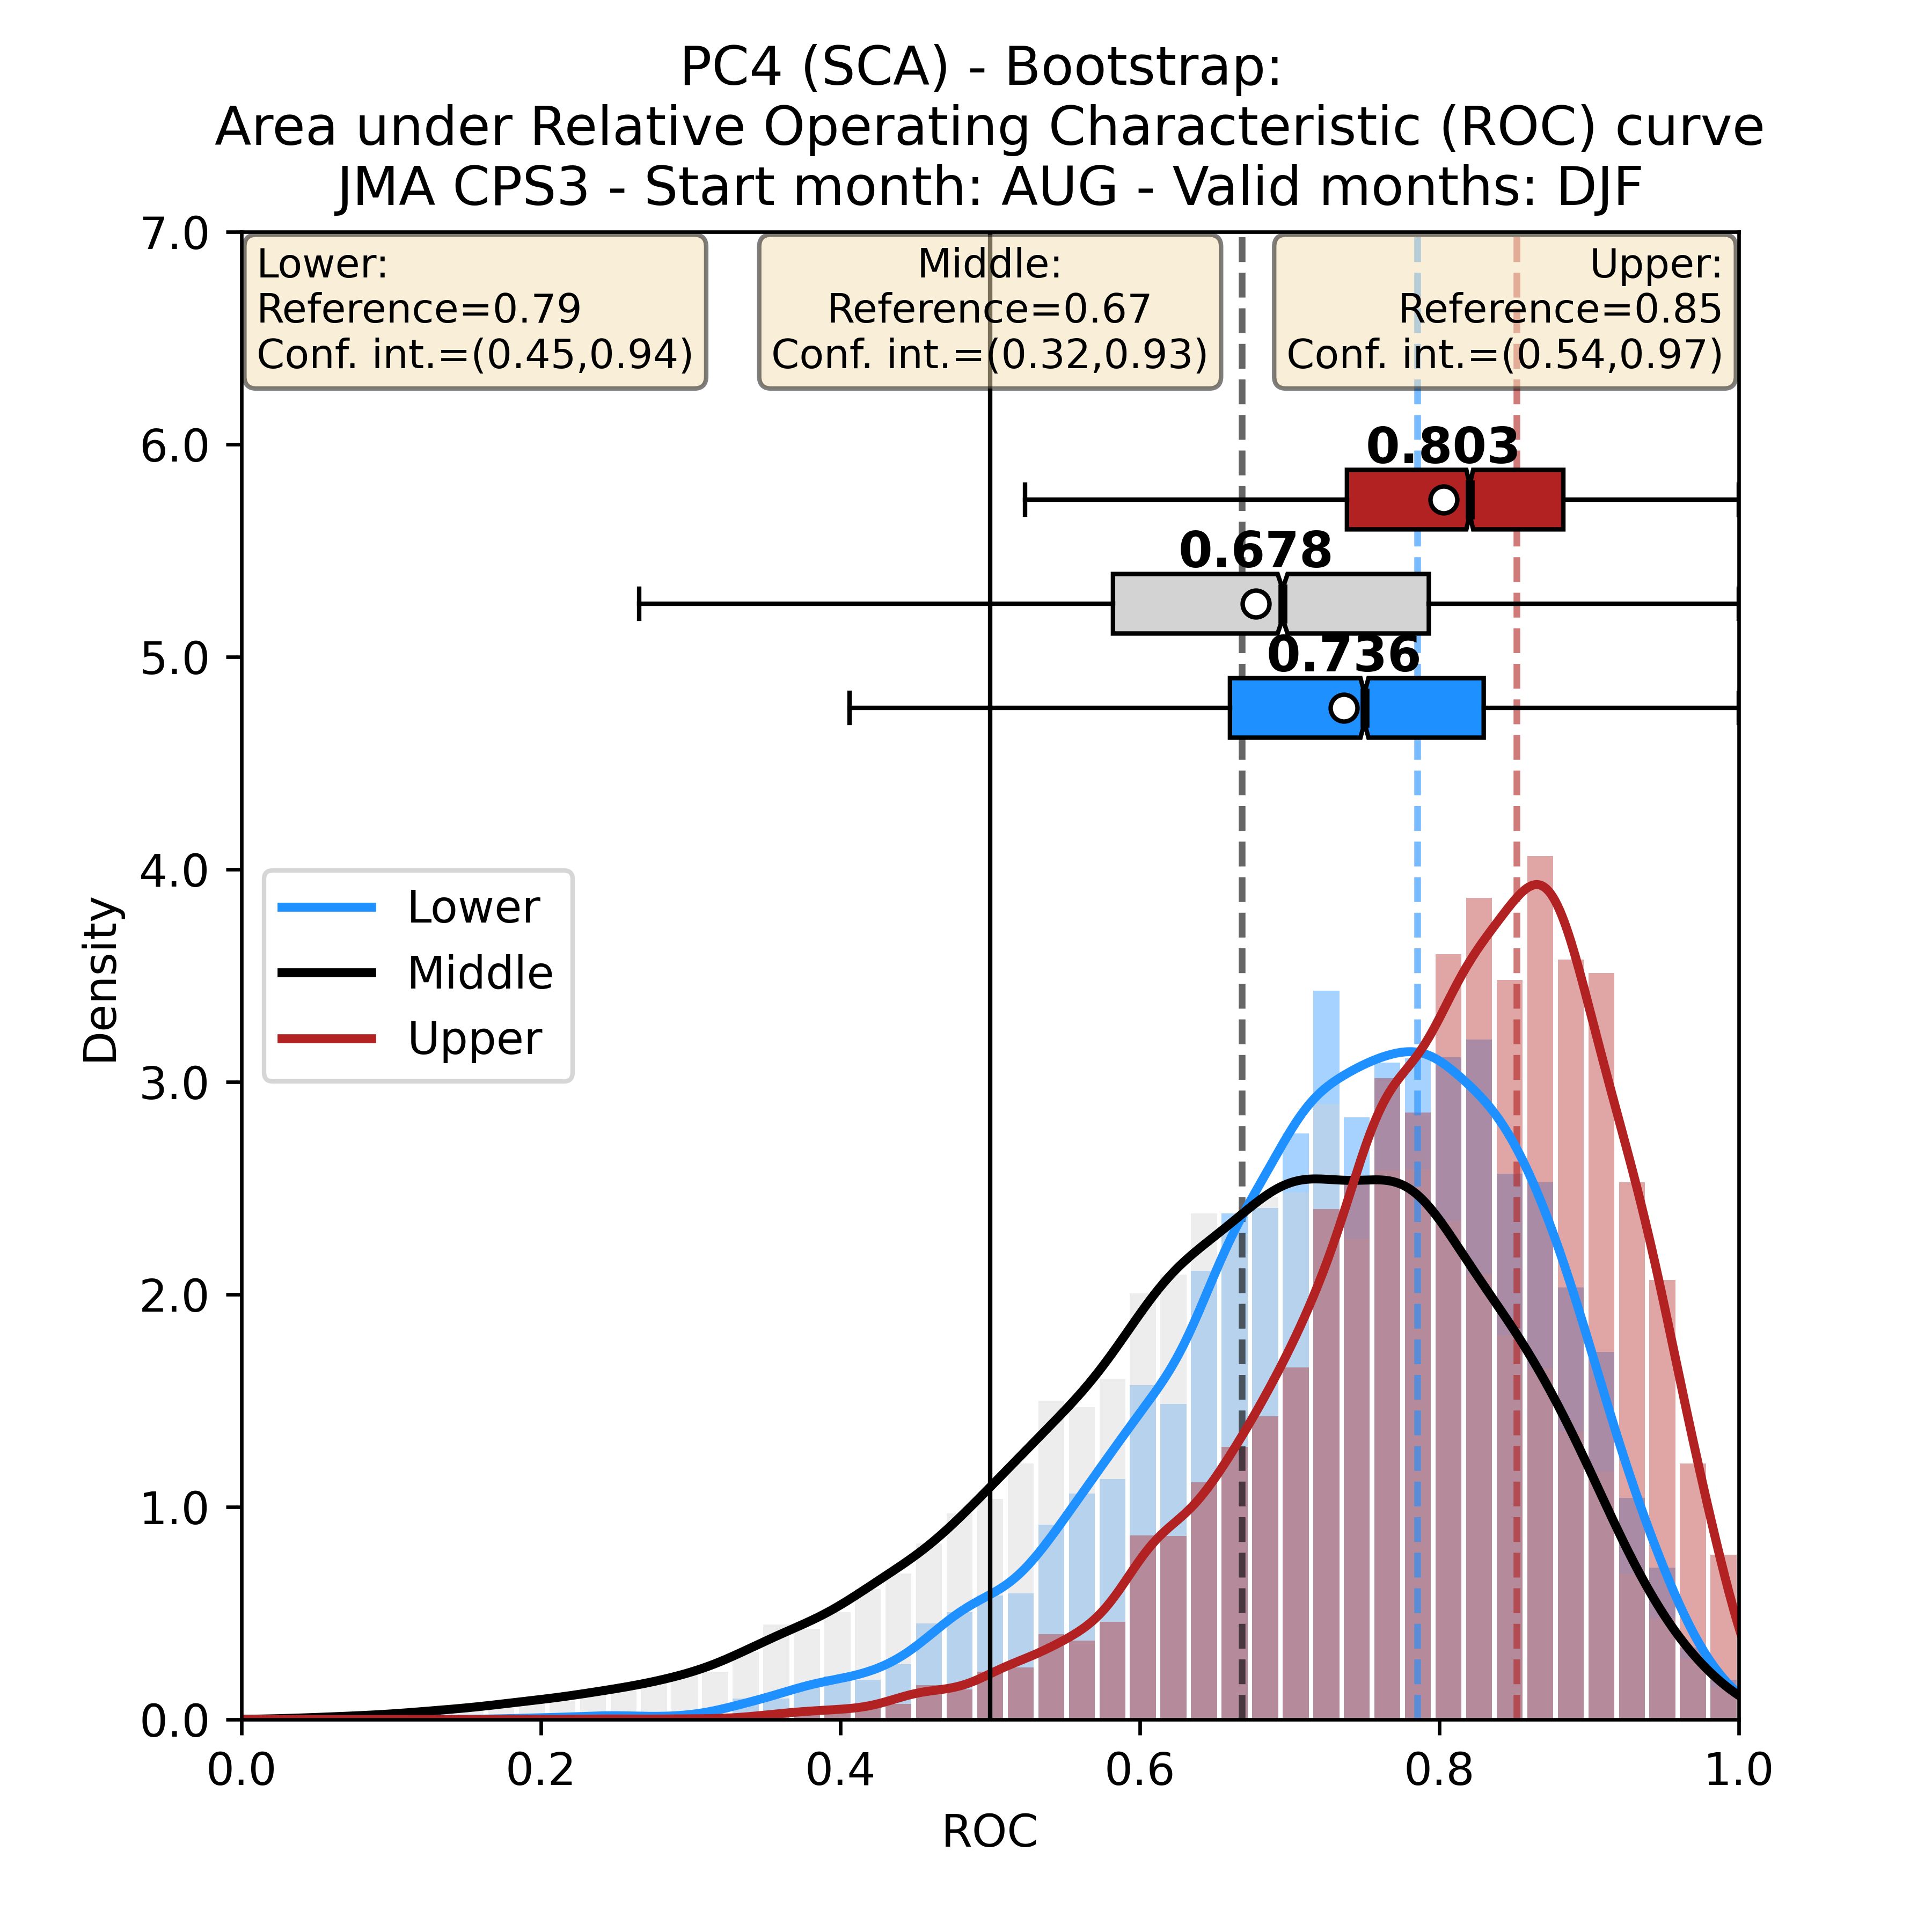 PC4 (SCA) - Bootstrap:
Area under Relative Operating Characteristic (ROC) curve
JMA CPS3 - Start month: AUG - Valid months: DJF
Lower:
Reference=0.79
Conf. int.=(0.45,0.94)
Middle:
Reference=0.67
Conf. int.=(0.32,0.93)
Upper:
Reference=0.85
Conf. int.=(0.54,0.97)
0.803
0.678
0.736
Lower
Middle
Upper
Density
7.0
6.0
5.0
4.0
3.0
2.0
1.0
0.0
0.0 0.2 0.4 0.6 0.8 1.0
ROC